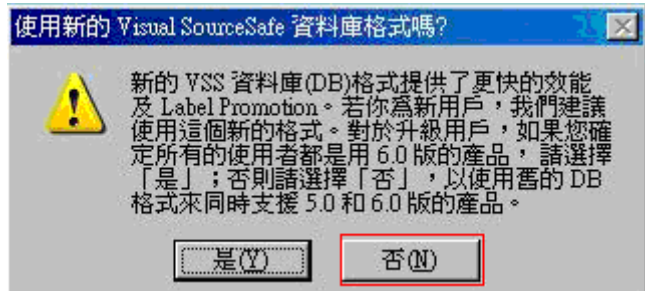 使用新的 Visual SourceSafe 資料庫格式嗎?
新的 VSS 資料庫(DB)格式提供了更快的效能
及 Label Promotion。若你為新用戶，我們建議
使用這個新的格式。對於升級用戶，如果您確
定所有的使用者都是用 6.0 版的產品， 請選擇
「是」；否則請選擇「否」，以使用舊的 DB
格式來同時支援 5.0 和 6.0 版的產品。
是(Y) 否(N)